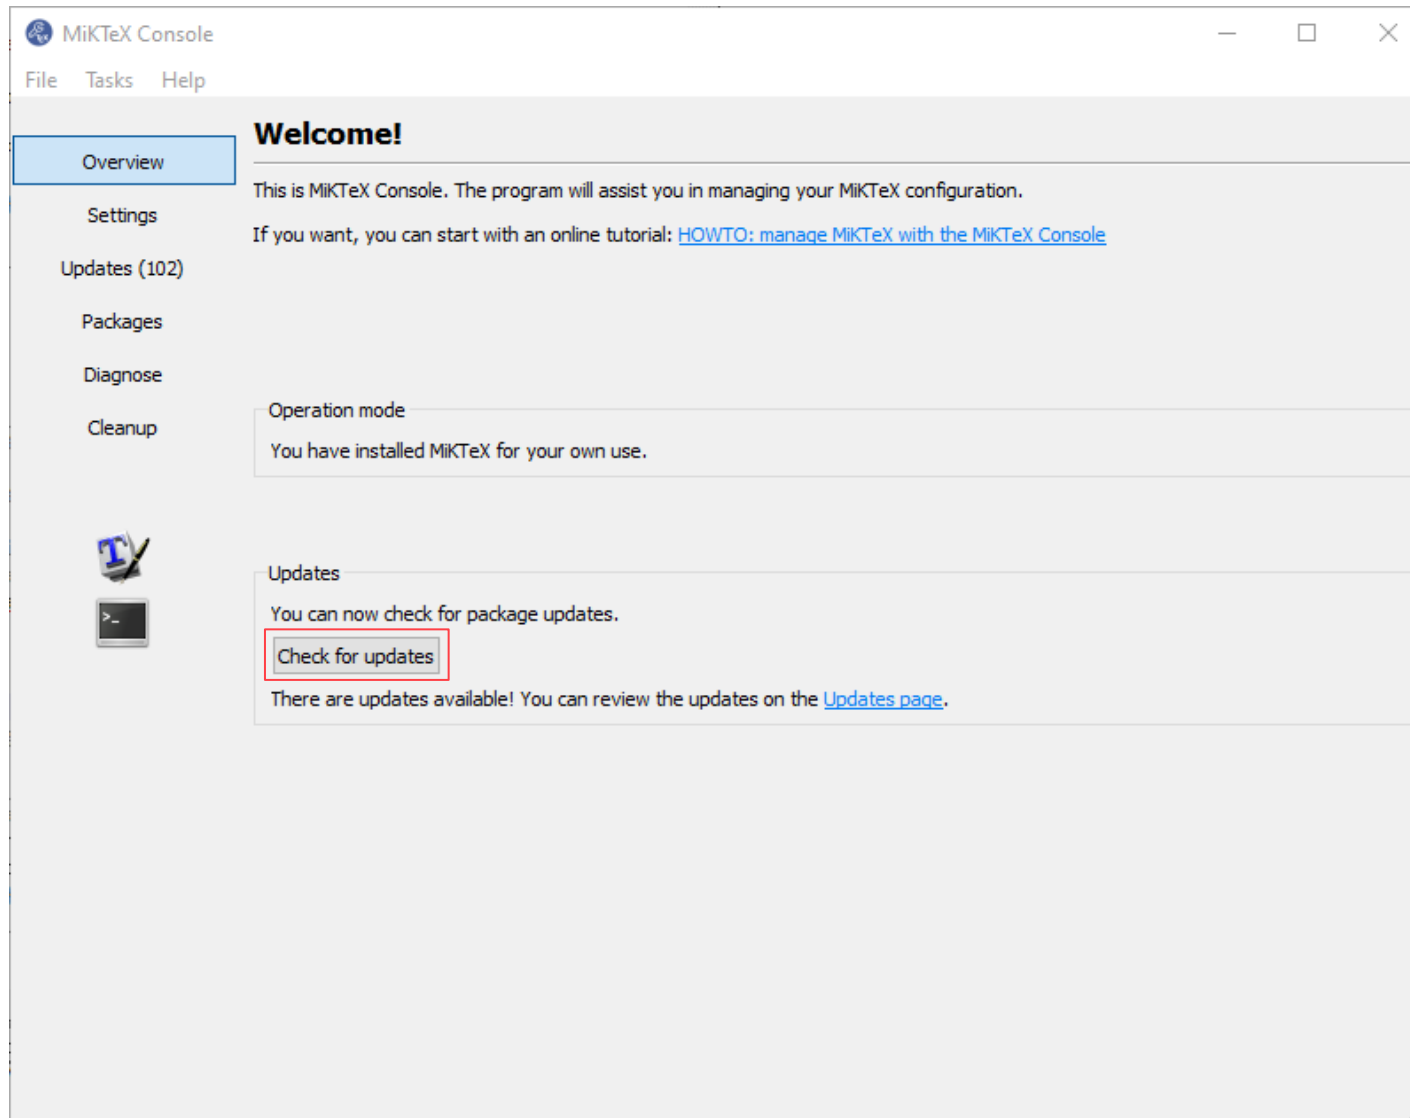 MiKTeX Console
File Tasks Help
Overview
Settings
Updates (102)
Packages
Diagnose
Cleanup
Welcome!
This is MiKTeX Console. The program will assist you in managing your MiKTeX configuration.
If you want, you can start with an online tutorial: HOWTO: manage MiKTeX with the MiKTeX Console
Operation mode
You have installed MiKTeX for your own use.
Updates
You can now check for package updates.
Check for updates
There are updates available! You can review the updates on the Updates page.